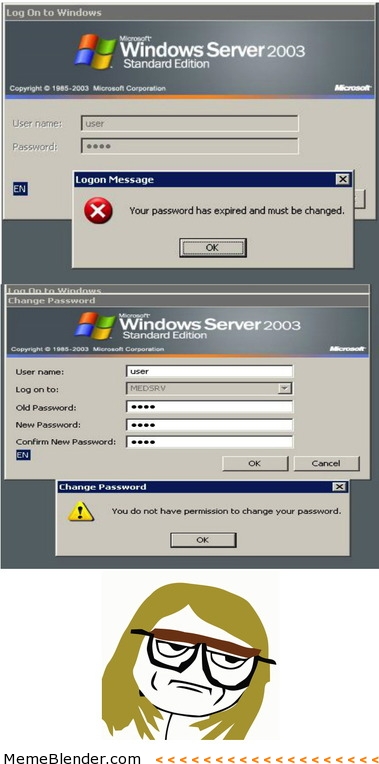 Log On to Windows
Microsoft
Windows Server 2003
Standard Edition
Copyright © 1985-2003 Microsoft Corporation
Microsoft
User name: user
Password: ••••
EN
Logon Message
Your password has expired and must be changed.
OK
Log On to Windows
Change Password
Microsoft
Windows Server 2003
Standard Edition
Copyright © 1985-2003 Microsoft Corporation
Microsoft
User name: user
Log on to: MEDSRV
Old Password: ••••
New Password: ••••
Confirm New Password: ••••
EN
OK Cancel
Change Password
You do not have permission to change your password.
OK
MemeBlender.com < < < < < < < < < < < < < < < < < <